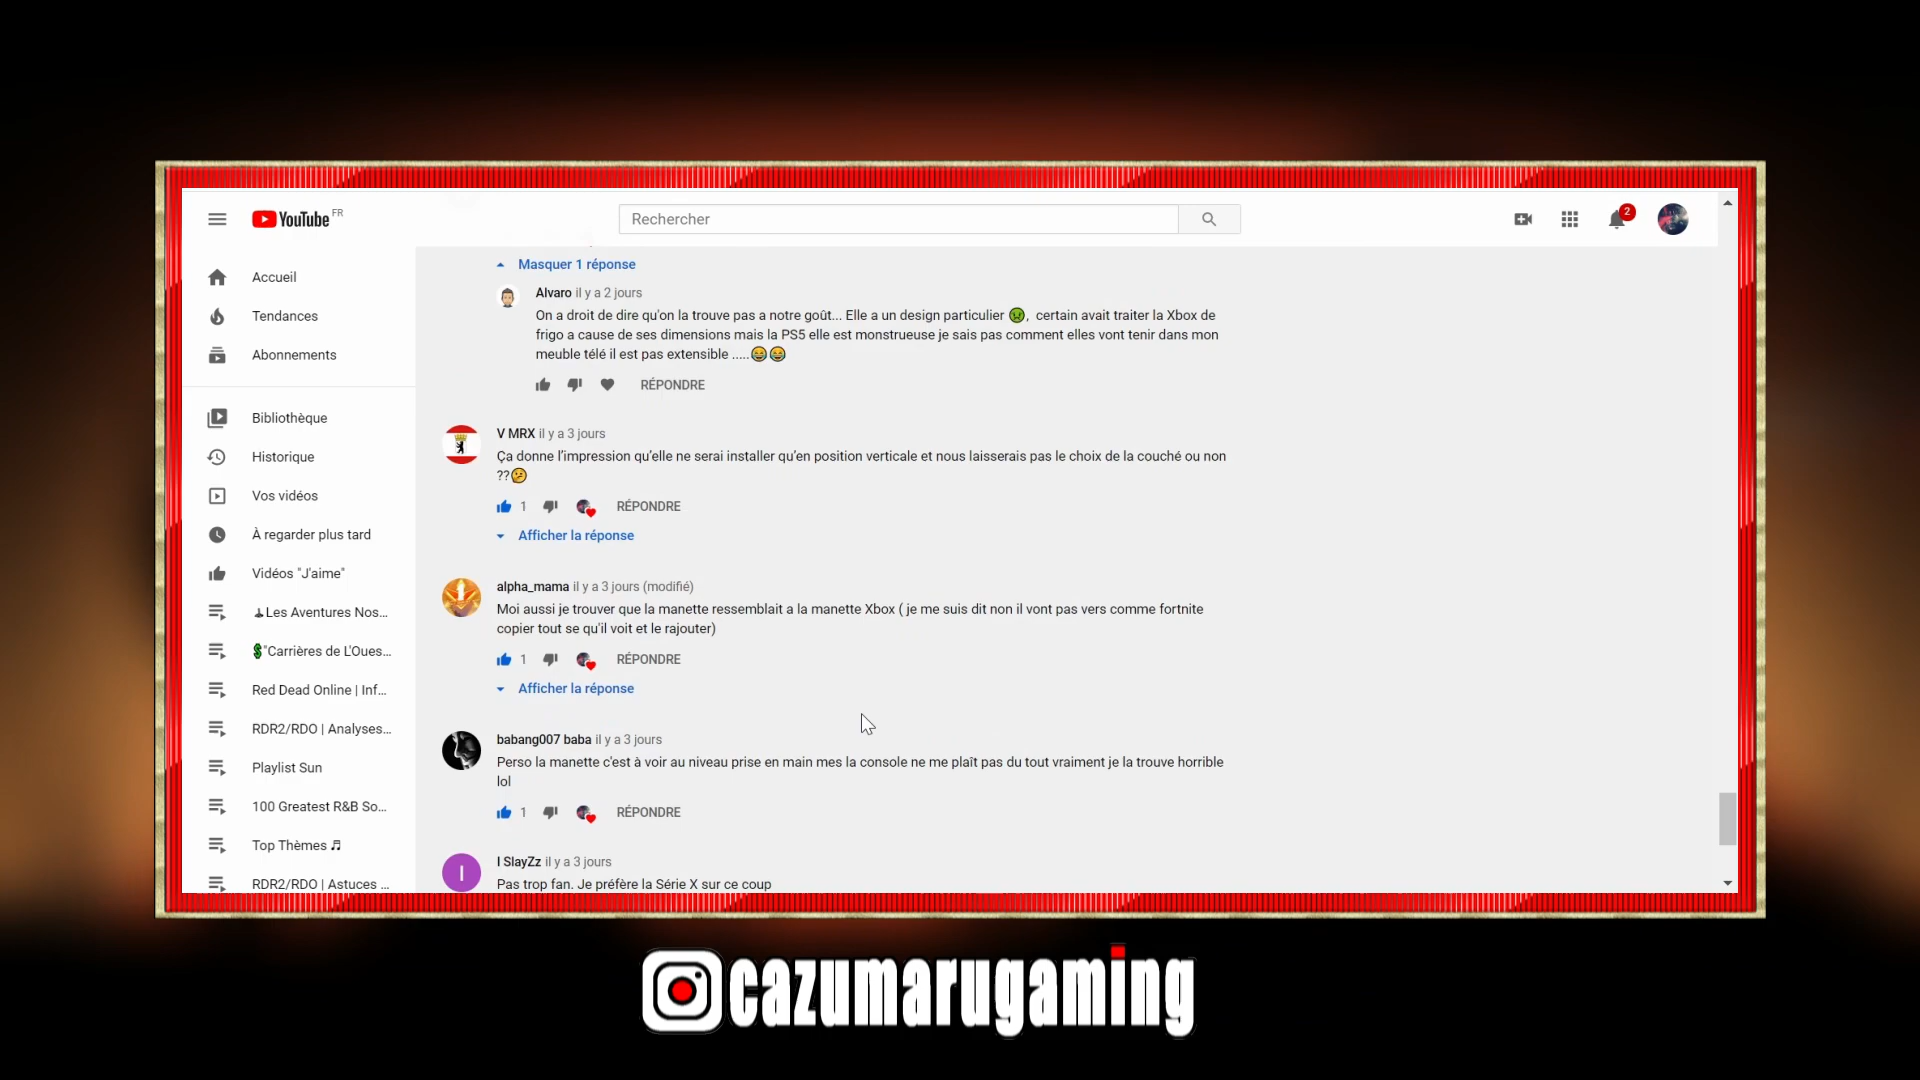 YouTube FR
Rechercher
2
Accueil
Tendances
Abonnements
Bibliothèque
Historique
Vos vidéos
À regarder plus tard
Vidéos "J'aime"
Les Aventures Nos...
"Carrières de L'Oues...
Red Dead Online | Inf...
RDR2/RDO | Analyses...
Playlist Sun
100 Greatest R&B So...
Top Thèmes 🎵
RDR2/RDO | Astuces ...
Masquer 1 réponse
Alvaro il y a 2 jours
On a droit de dire qu'on la trouve pas a notre goût... Elle a un design particulier 🤢, certain avait traiter la Xbox de
frigo a cause de ses dimensions mais la PS5 elle est monstrueuse je sais pas comment elles vont tenir dans mon
meuble télé il est pas extensible .....😂😂
RÉPONDRE
V MRX il y a 3 jours
Ça donne l'impression qu'elle ne serai installer qu'en position verticale et nous laisserais pas le choix de la couché ou non
??🤔
1 RÉPONDRE
Afficher la réponse
alpha_mama il y a 3 jours (modifié)
Moi aussi je trouver que la manette ressemblait a la manette Xbox ( je me suis dit non il vont pas vers comme fortnite
copier tout se qu'il voit et le rajouter)
1 RÉPONDRE
Afficher la réponse
babang007 baba il y a 3 jours
Perso la manette c'est à voir au niveau prise en main mes la console ne me plaît pas du tout vraiment je la trouve horrible
lol
1 RÉPONDRE
I
I SlayZz il y a 3 jours
Pas trop fan. Je préfère la Série X sur ce coup
cazumarugaming